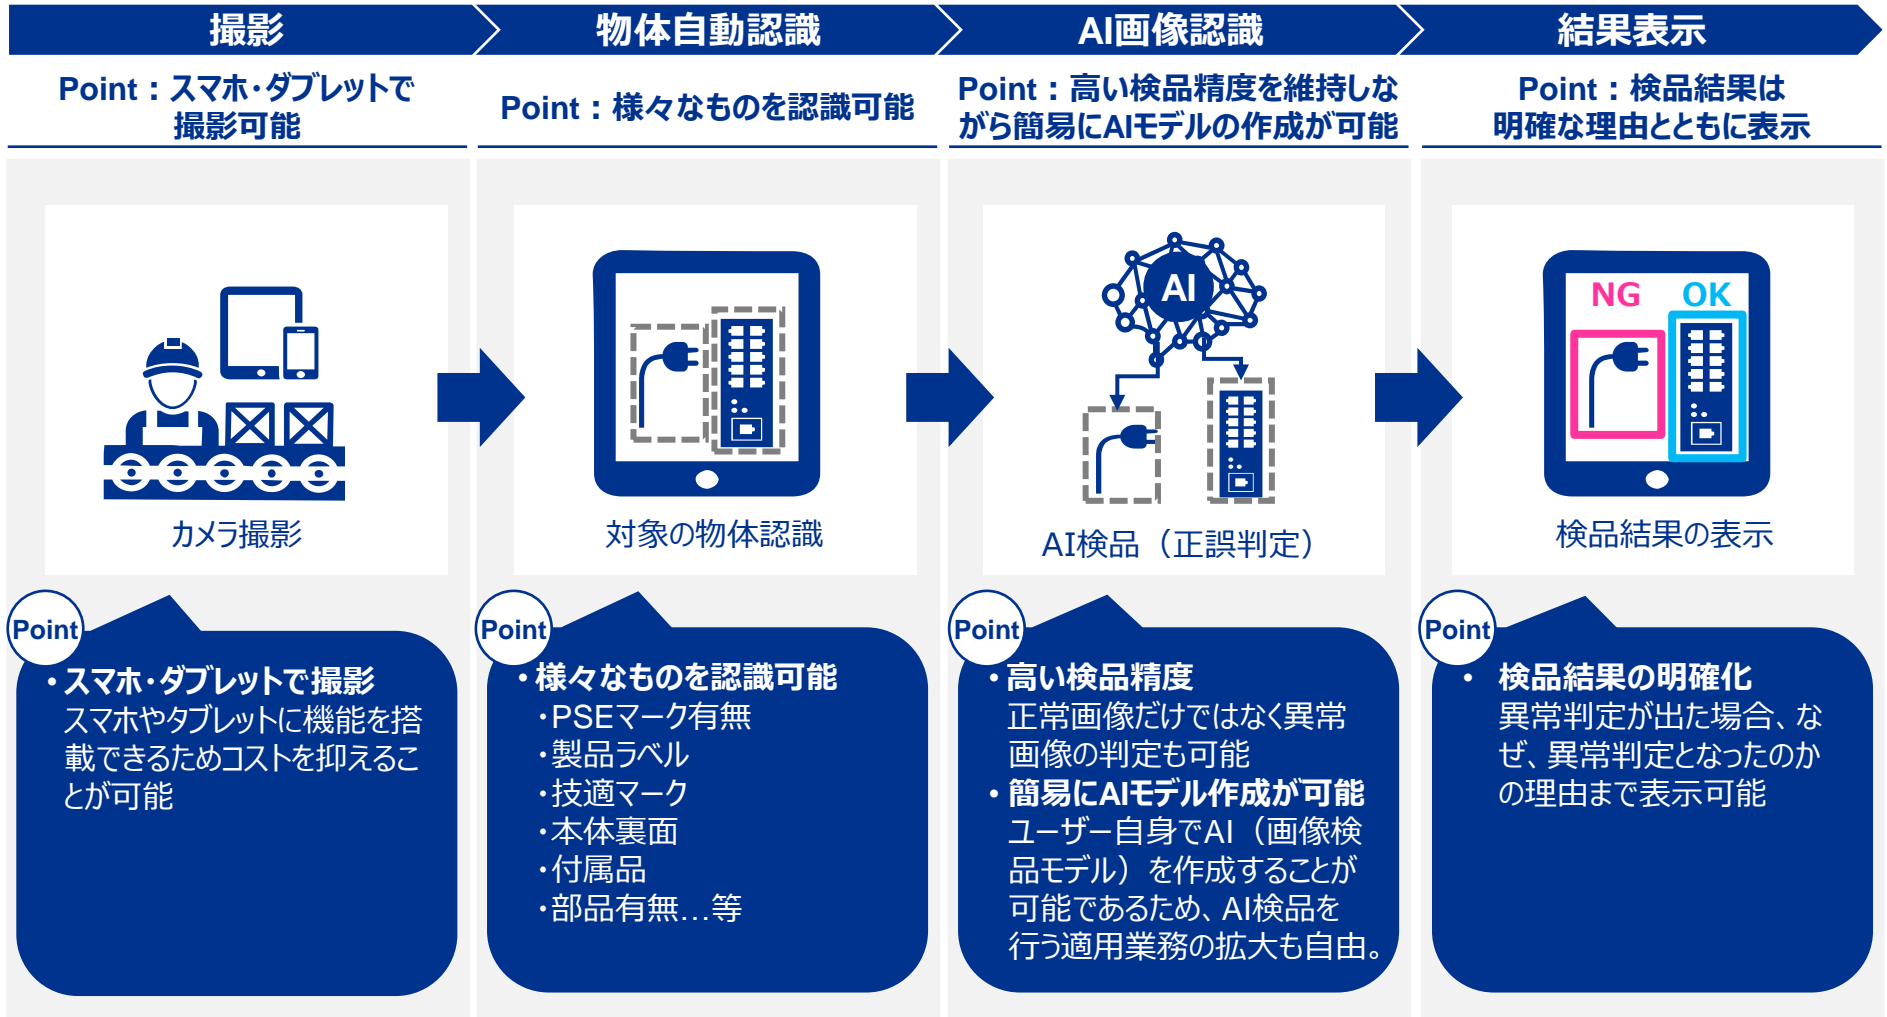 撮影
物体自動認識
AI画像認識
結果表示
Point：スマホ・ダブレットで
撮影可能
Point：様々なものを認識可能
Point：高い検品精度を維持しな
がら簡易にAIモデルの作成が可能
Point：検品結果は
明確な理由とともに表示
カメラ撮影
対象の物体認識
AI
AI検品（正誤判定）
NG OK
検品結果の表示
Point
・スマホ・ダブレットで撮影
スマホやタブレットに機能を搭
載できるためコストを抑えるこ
とが可能
Point
・様々なものを認識可能
・PSEマーク有無
・製品ラベル
・技適マーク
・本体裏面
・付属品
・部品有無…等
Point
・高い検品精度
正常画像だけではなく異常
画像の判定も可能
・簡易にAIモデル作成が可能
ユーザー自身でAI（画像検
品モデル）を作成することが
可能であるため、AI検品を
行う適用業務の拡大も自由。
Point
• 検品結果の明確化
異常判定が出た場合、な
ぜ、異常判定となったのか
の理由まで表示可能